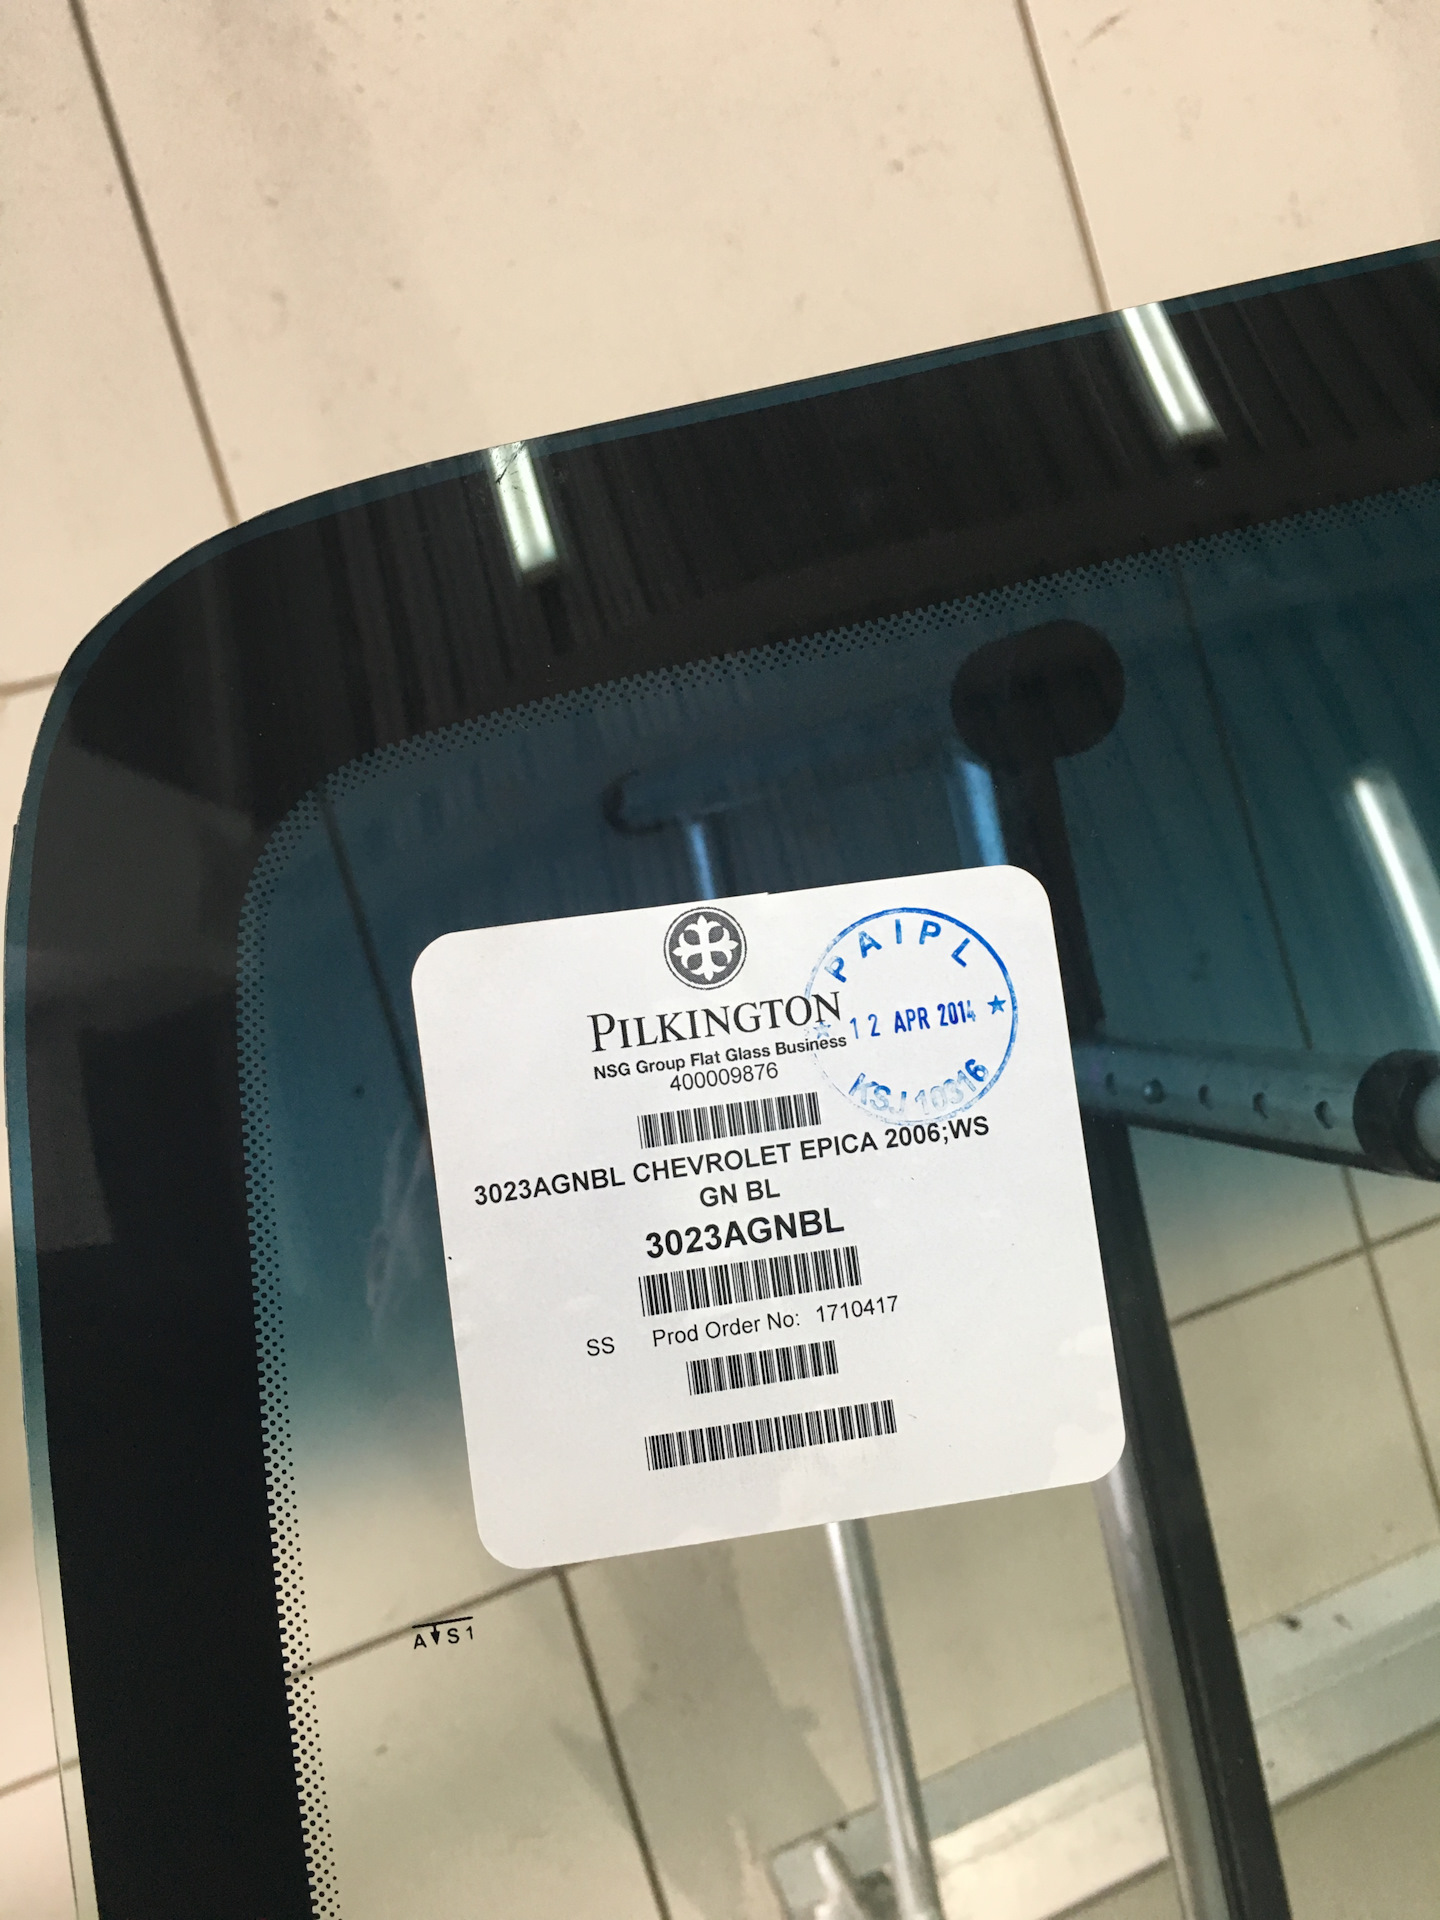 PILKINGTON
NSG Group Flat Glass Business
400009876
PAIPL
12 APR 2014
KSJ 10316
3023AGNBL CHEVROLET EPICA 2006;WS
GN BL
3023AGNBL
SS Prod Order No: 1710417
A S1